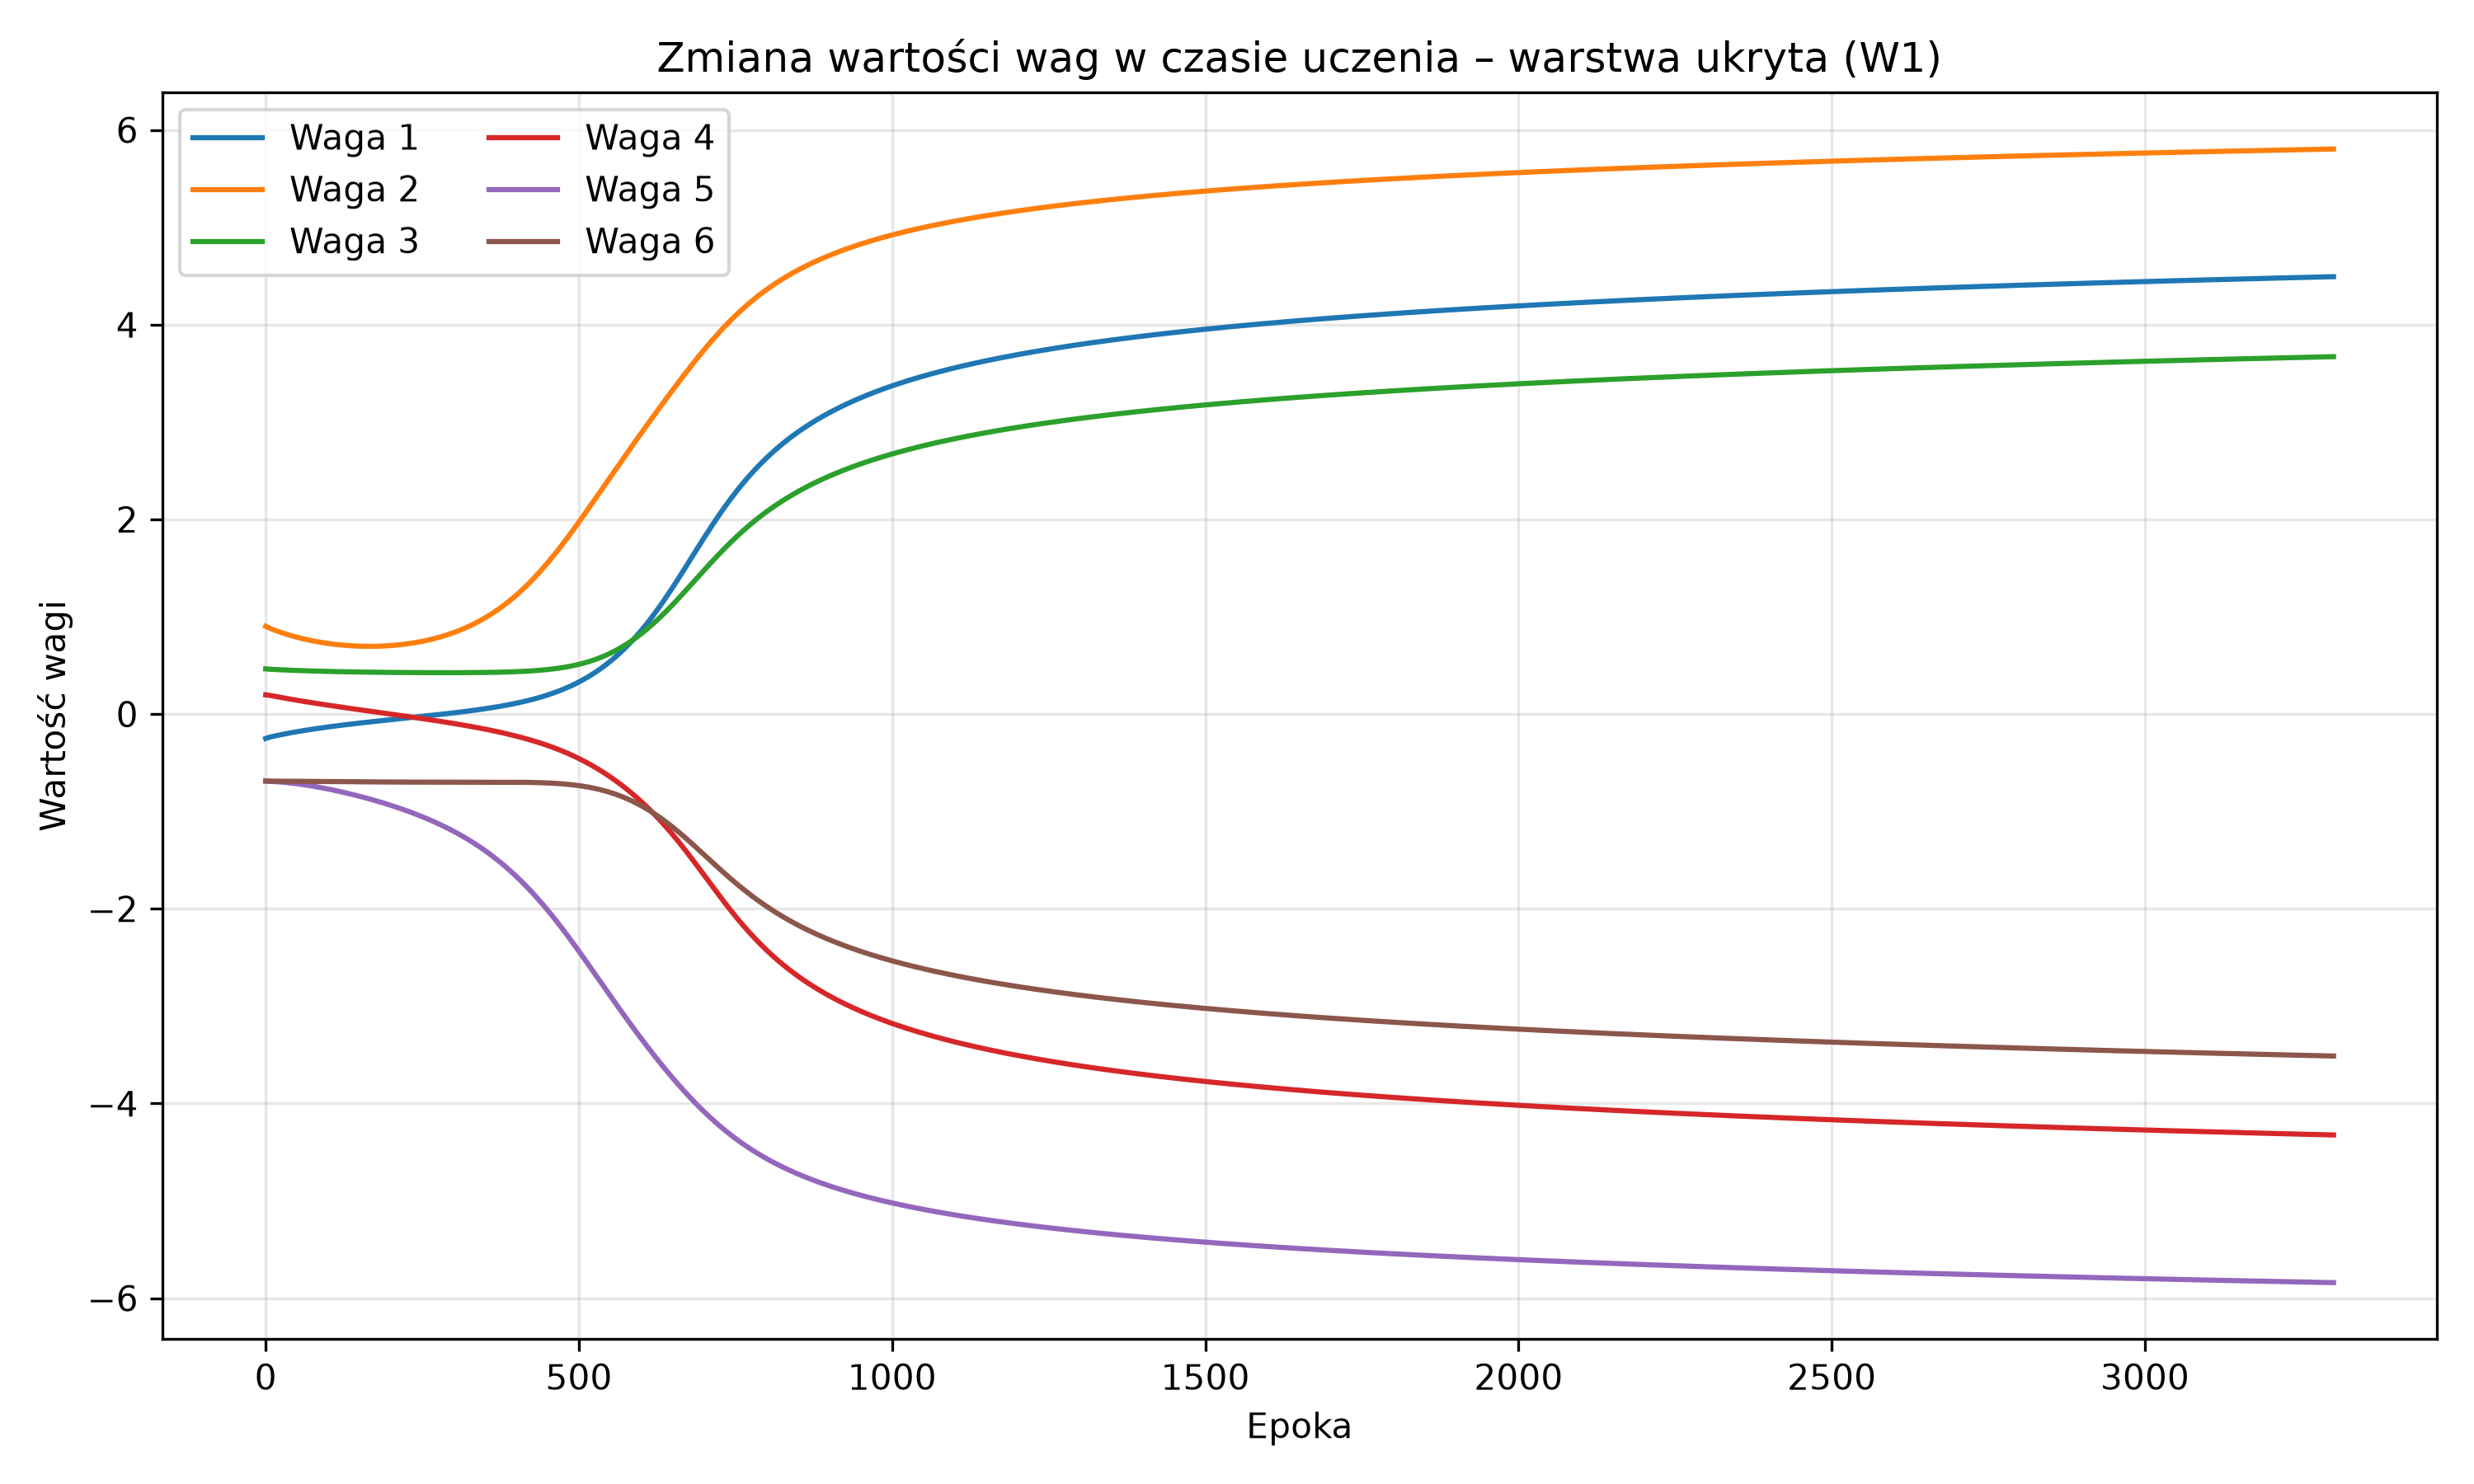 Zmiana wartości wag w czasie uczenia – warstwa ukryta (W1)
Waga 1
Waga 2
Waga 3
Waga 4
Waga 5
Waga 6
Wartość wagi
6
4
2
0
−2
−4
−6
0 500 1000 1500 2000 2500 3000
Epoka